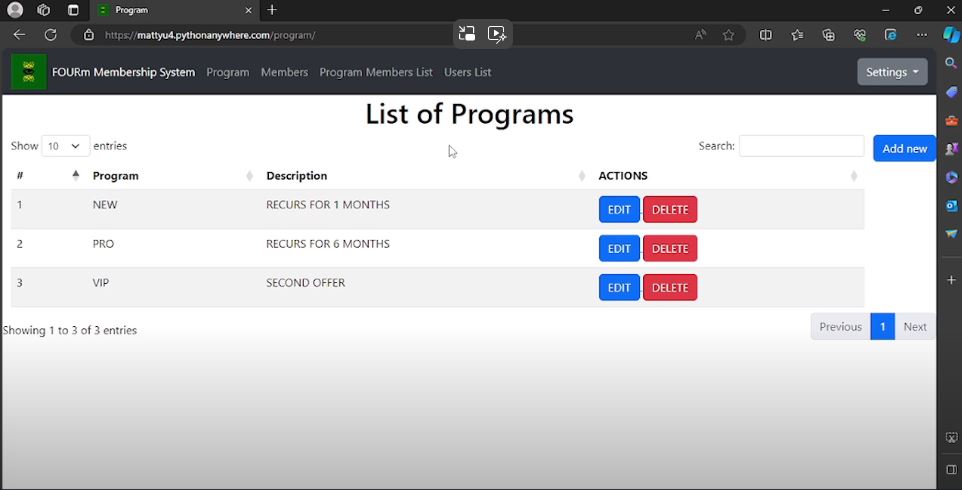 Program
https://mattyu4.pythonanywhere.com/program/
FOURm Membership System Program Members Program Members List Users List Settings
List of Programs
Show 10 entries Search: Add new
# Program Description ACTIONS
1 NEW RECURS FOR 1 MONTHS EDIT DELETE
2 PRO RECURS FOR 6 MONTHS EDIT DELETE
3 VIP SECOND OFFER EDIT DELETE
Showing 1 to 3 of 3 entries Previous 1 Next